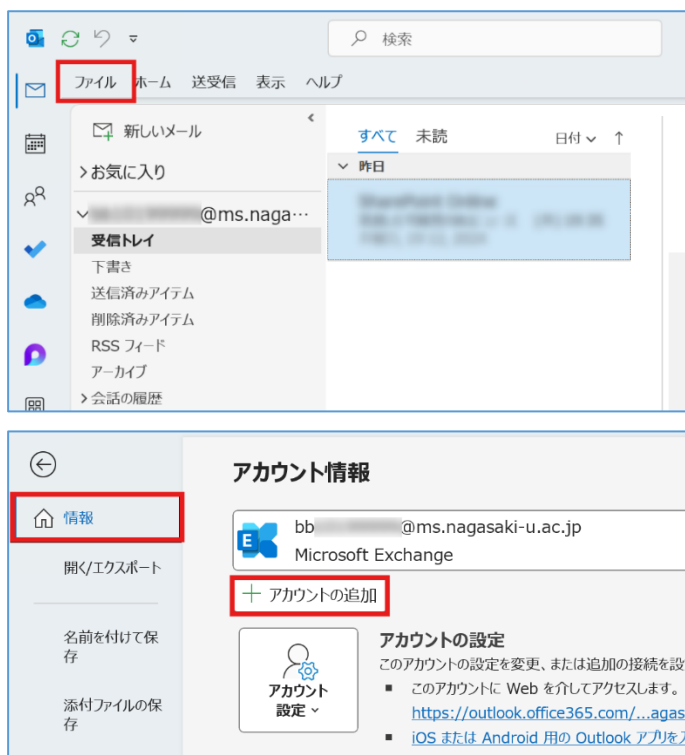 検索
ファイル ホーム 送受信 表示 ヘルプ
新しいメール
お気に入り
@ms.naga…
受信トレイ
下書き
送信済みアイテム
削除済みアイテム
RSS フィード
アーカイブ
会話の履歴
すべて 未読 日付
昨日
情報
開く/エクスポート
名前を付けて保
存
添付ファイルの保
存
アカウント情報
bb @ms.nagasaki-u.ac.jp
Microsoft Exchange
アカウントの追加
アカウント
設定
アカウントの設定
このアカウントの設定を変更、または追加の接続を設
このアカウントに Web を介してアクセスします。
https://outlook.office365.com/...agas
iOS または Android 用の Outlook アプリを